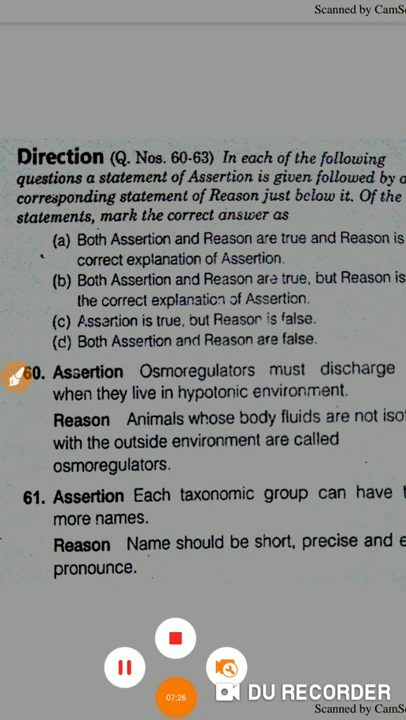 Scanned by CamS
Direction (Q. Nos. 60-63) In each of the following
questions a statement of Assertion is given followed by a
corresponding statement of Reason just below it. Of the
statements, mark the correct answer as
(a) Both Assertion and Reason are true and Reason is
correct explanation of Assertion.
(b) Both Assertion and Reason are true, but Reason is
the correct explanation of Assertion.
(c) Assertion is true, but Reason is false.
(d) Both Assertion and Reason are false.
60. Assertion Osmoregulators must discharge
when they live in hypotonic environment.
Reason Animals whose body fluids are not iso
with the outside environment are called
osmoregulators.
61. Assertion Each taxonomic group can have
more names.
Reason Name should be short, precise and e
pronounce.
07:26
DU RECORDER
Scanned by CamS